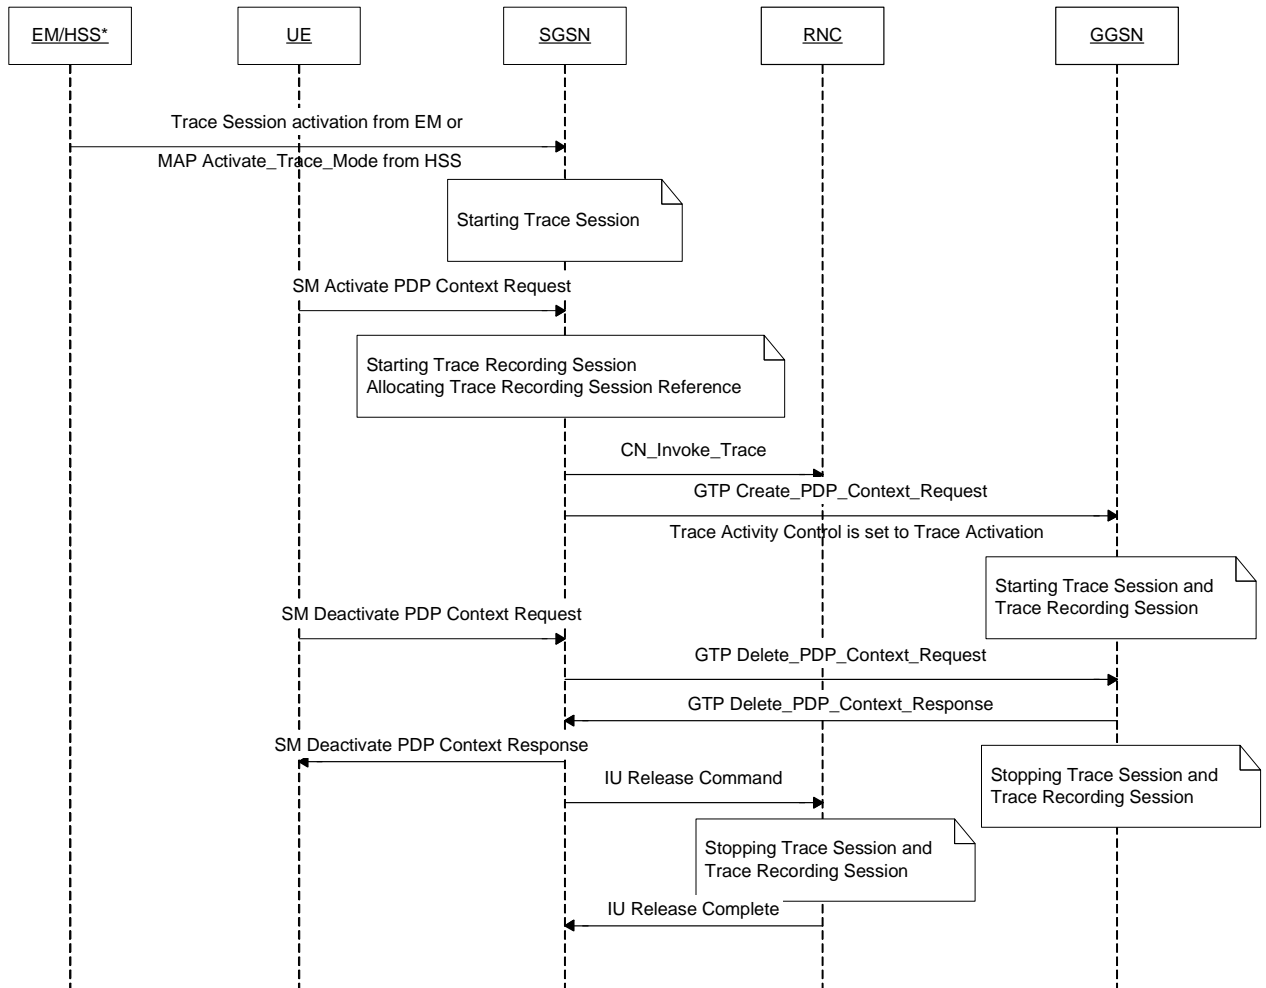 EM/HSS*
UE
SGSN
RNC
GGSN
Trace Session activation from EM or
MAP Activate_Trace_Mode from HSS
Starting Trace Session
SM Activate PDP Context Request
Starting Trace Recording Session
Allocating Trace Recording Session Reference
CN_Invoke_Trace
GTP Create_PDP_Context_Request
Trace Activity Control is set to Trace Activation
Starting Trace Session and
Trace Recording Session
SM Deactivate PDP Context Request
GTP Delete_PDP_Context_Request
GTP Delete_PDP_Context_Response
SM Deactivate PDP Context Response
Stopping Trace Session and
Trace Recording Session
IU Release Command
Stopping Trace Session and
Trace Recording Session
IU Release Complete